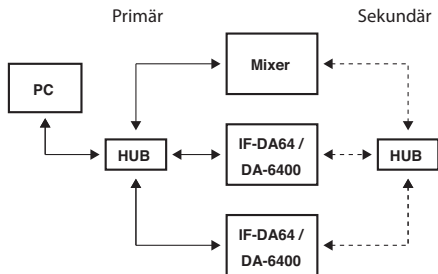 Primär
Sekundär
Mixer
PC
HUB
IF-DA64 /
DA-6400
HUB
IF-DA64 /
DA-6400